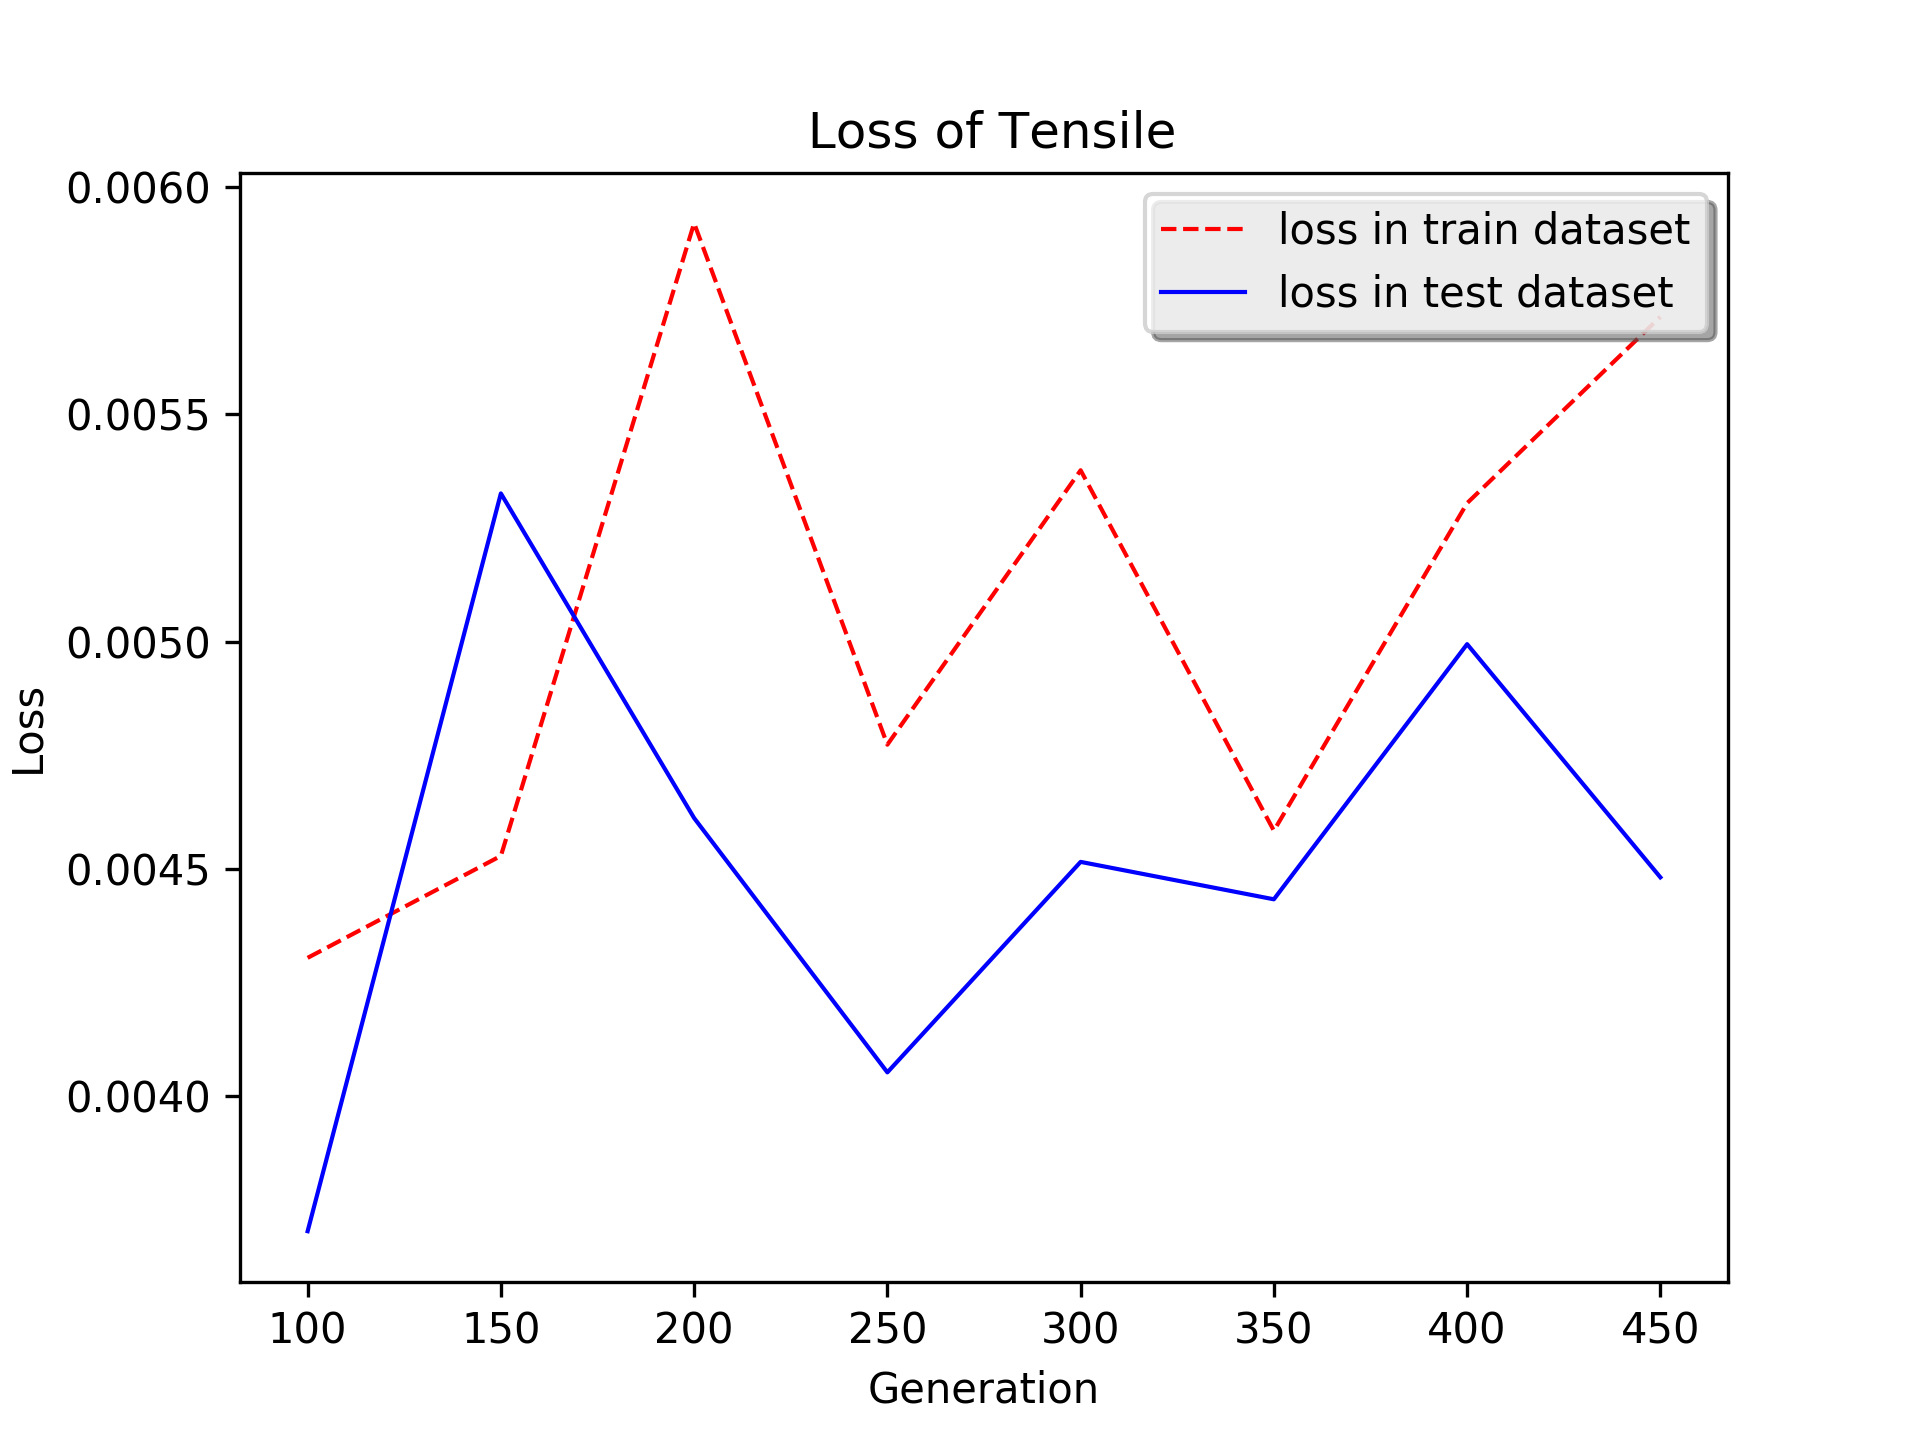 Loss of Tensile
loss in train dataset
loss in test dataset
0.0060
0.0055
0.0050
0.0045
0.0040
Loss
100 150 200 250 300 350 400 450
Generation